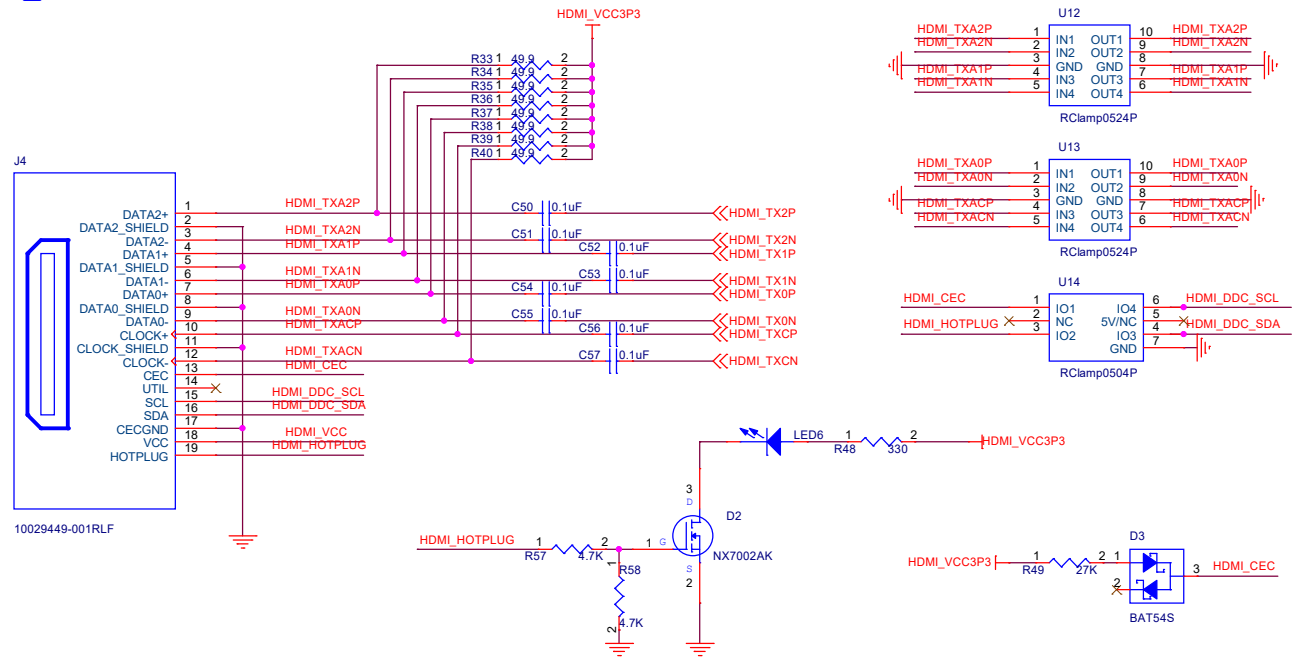 HDMI_VCC3P3
R33 1 49.9 2
R34 1 49.9 2
R35 1 49.9 2
R36 1 49.9 2
R37 1 49.9 2
R38 1 49.9 2
R39 1 49.9 2
R40 1 49.9 2
J4
DATA2+ 1 HDMI_TXA2P C50 0.1uF HDMI_TX2P
DATA2_SHIELD 2
DATA2- 3 HDMI_TXA2N C51 0.1uF HDMI_TX2N
DATA1+ 4 HDMI_TXA1P C52 0.1uF HDMI_TX1P
DATA1_SHIELD 5
DATA1- 6 HDMI_TXA1N C53 0.1uF HDMI_TX1N
DATA0+ 7 HDMI_TXA0P C54 0.1uF HDMI_TX0P
DATA0_SHIELD 8
DATA0- 9 HDMI_TXA0N C55 0.1uF HDMI_TX0N
CLOCK+ 10 HDMI_TXACP C56 0.1uF HDMI_TXCP
CLOCK_SHIELD 11
CLOCK- 12 HDMI_TXACN C57 0.1uF HDMI_TXCN
CEC 13 HDMI_CEC
UTIL 14
SCL 15 HDMI_DDC_SCL
SDA 16 HDMI_DDC_SDA
CECGND 17
VCC 18 HDMI_VCC
HOTPLUG 19 HDMI_HOTPLUG
10029449-001RLF
U12
HDMI_TXA2P 1 IN1 OUT1 10 HDMI_TXA2P
HDMI_TXA2N 2 IN2 OUT2 9 HDMI_TXA2N
3 GND GND 8
HDMI_TXA1P 4 IN3 OUT3 7 HDMI_TXA1P
HDMI_TXA1N 5 IN4 OUT4 6 HDMI_TXA1N
RClamp0524P
U13
HDMI_TXA0P 1 IN1 OUT1 10 HDMI_TXA0P
HDMI_TXA0N 2 IN2 OUT2 9 HDMI_TXA0N
3 GND GND 8
HDMI_TXACP 4 IN3 OUT3 7 HDMI_TXACP
HDMI_TXACN 5 IN4 OUT4 6 HDMI_TXACN
RClamp0524P
U14
HDMI_CEC 1 IO1 IO4 6 HDMI_DDC_SCL
2 NC 5V/NC 5
HDMI_HOTPLUG 3 IO2 IO3 4 HDMI_DDC_SDA
GND 7
RClamp0504P
LED6 1 R48 330 2 HDMI_VCC3P3
3
D
D2
HDMI_HOTPLUG 1 R57 4.7K 2 1 G
NX7002AK
S
2
1 R58
4.7K 2
D3
HDMI_VCC3P3 1 R49 27K 2 1
2
3 HDMI_CEC
BAT54S